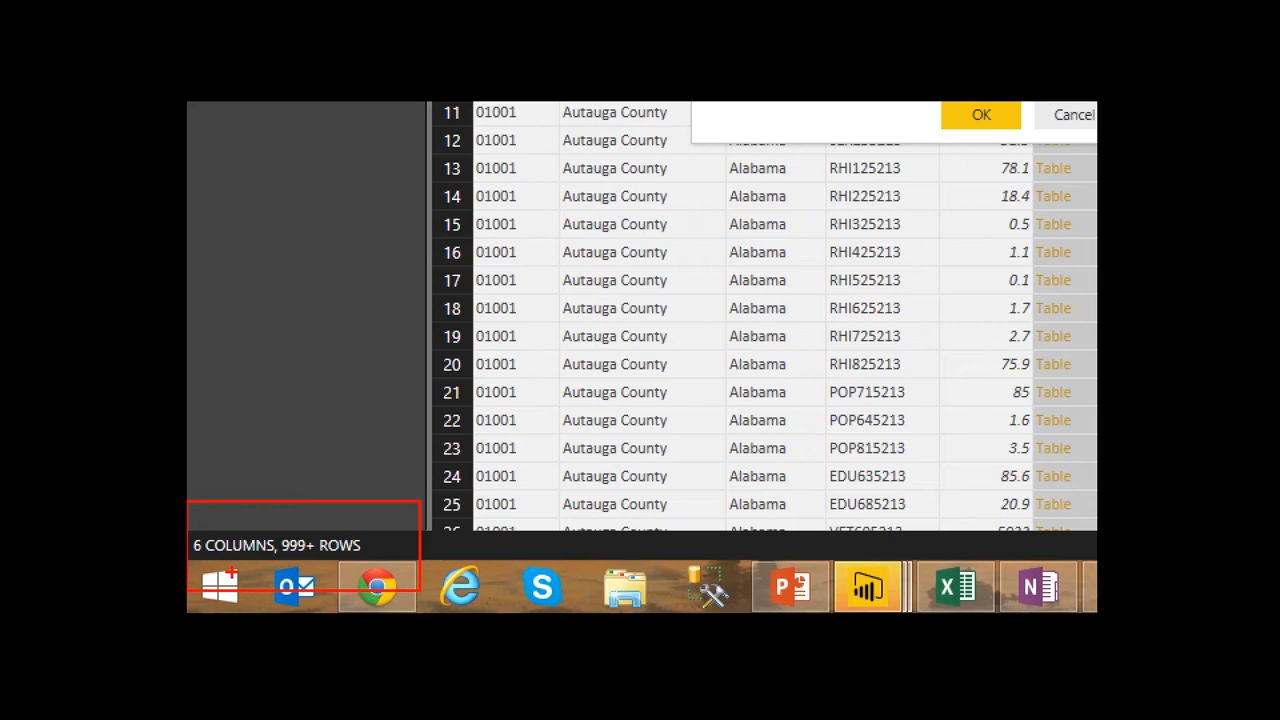 OK Cancel
11 01001 Autauga County
12 01001 Autauga County
13 01001 Autauga County Alabama RHI125213 78.1 Table
14 01001 Autauga County Alabama RHI225213 18.4 Table
15 01001 Autauga County Alabama RHI325213 0.5 Table
16 01001 Autauga County Alabama RHI425213 1.1 Table
17 01001 Autauga County Alabama RHI525213 0.1 Table
18 01001 Autauga County Alabama RHI625213 1.7 Table
19 01001 Autauga County Alabama RHI725213 2.7 Table
20 01001 Autauga County Alabama RHI825213 75.9 Table
21 01001 Autauga County Alabama POP715213 85 Table
22 01001 Autauga County Alabama POP645213 1.6 Table
23 01001 Autauga County Alabama POP815213 3.5 Table
24 01001 Autauga County Alabama EDU635213 85.6 Table
25 01001 Autauga County Alabama EDU685213 20.9 Table
6 COLUMNS, 999+ ROWS